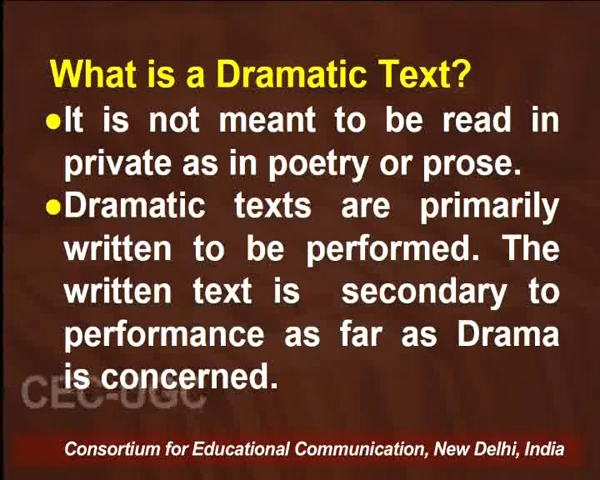 What is a Dramatic Text?
●It is not meant to be read in
private as in poetry or prose.
●Dramatic texts are primarily
written to be performed. The
written text is secondary to
performance as far as Drama
is concerned.
CEC-UGC
Consortium for Educational Communication, New Delhi, India